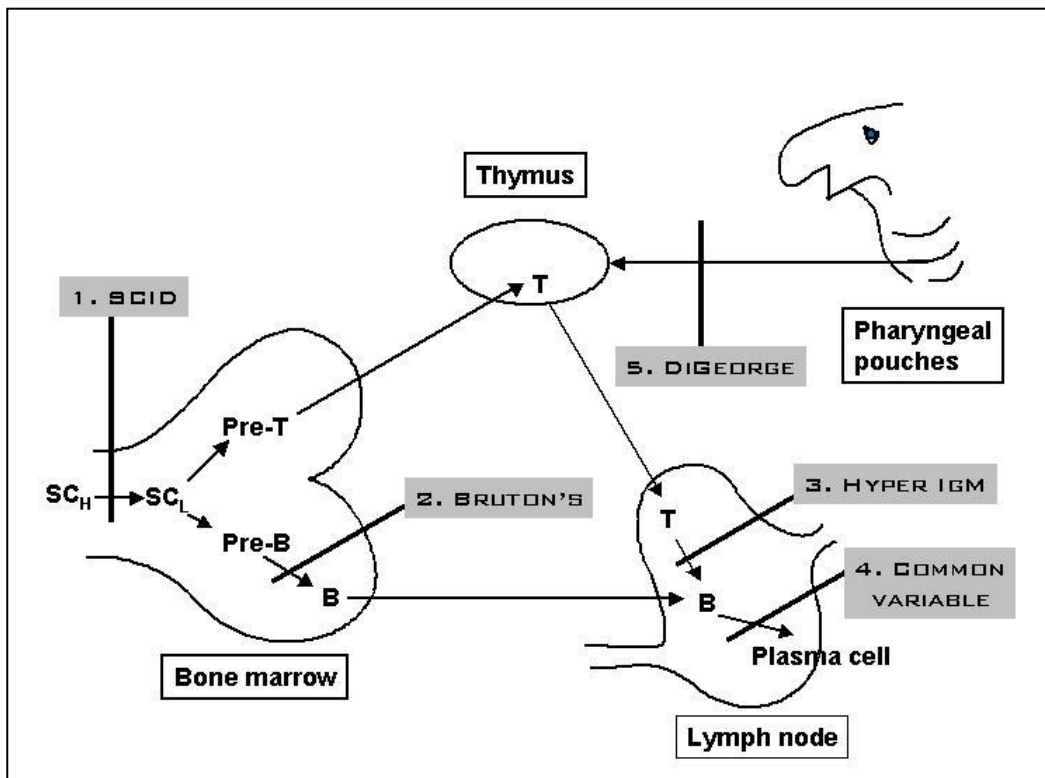 Thymus
1. SCID
T
Pharyngeal
pouches
5. DiGeorge
Pre-T
SCH
SCL
2. Bruton's
3. Hyper IgM
T
Pre-B
4. Common
variable
B
B
Plasma cell
Bone marrow
Lymph node